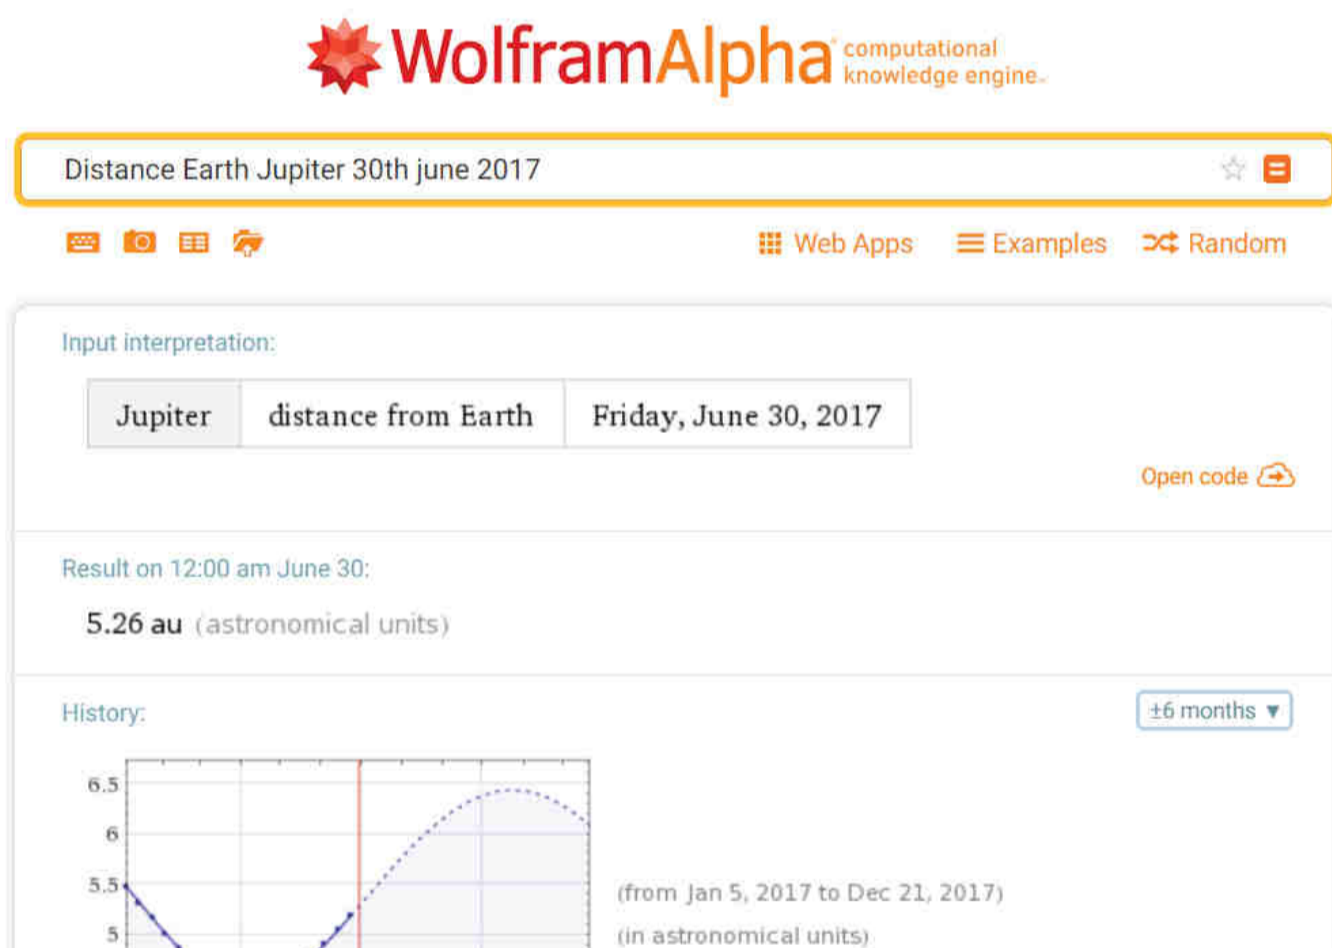 WolframAlpha computational
knowledge engine
Distance Earth Jupiter 30th june 2017
Web Apps Examples Random
Input interpretation:
Jupiter distance from Earth Friday, June 30, 2017
Open code
Result on 12:00 am June 30:
5.26 au (astronomical units)
History:
±6 months ▼
6.5
6
5.5
(from Jan 5, 2017 to Dec 21, 2017)
5
(in astronomical units)